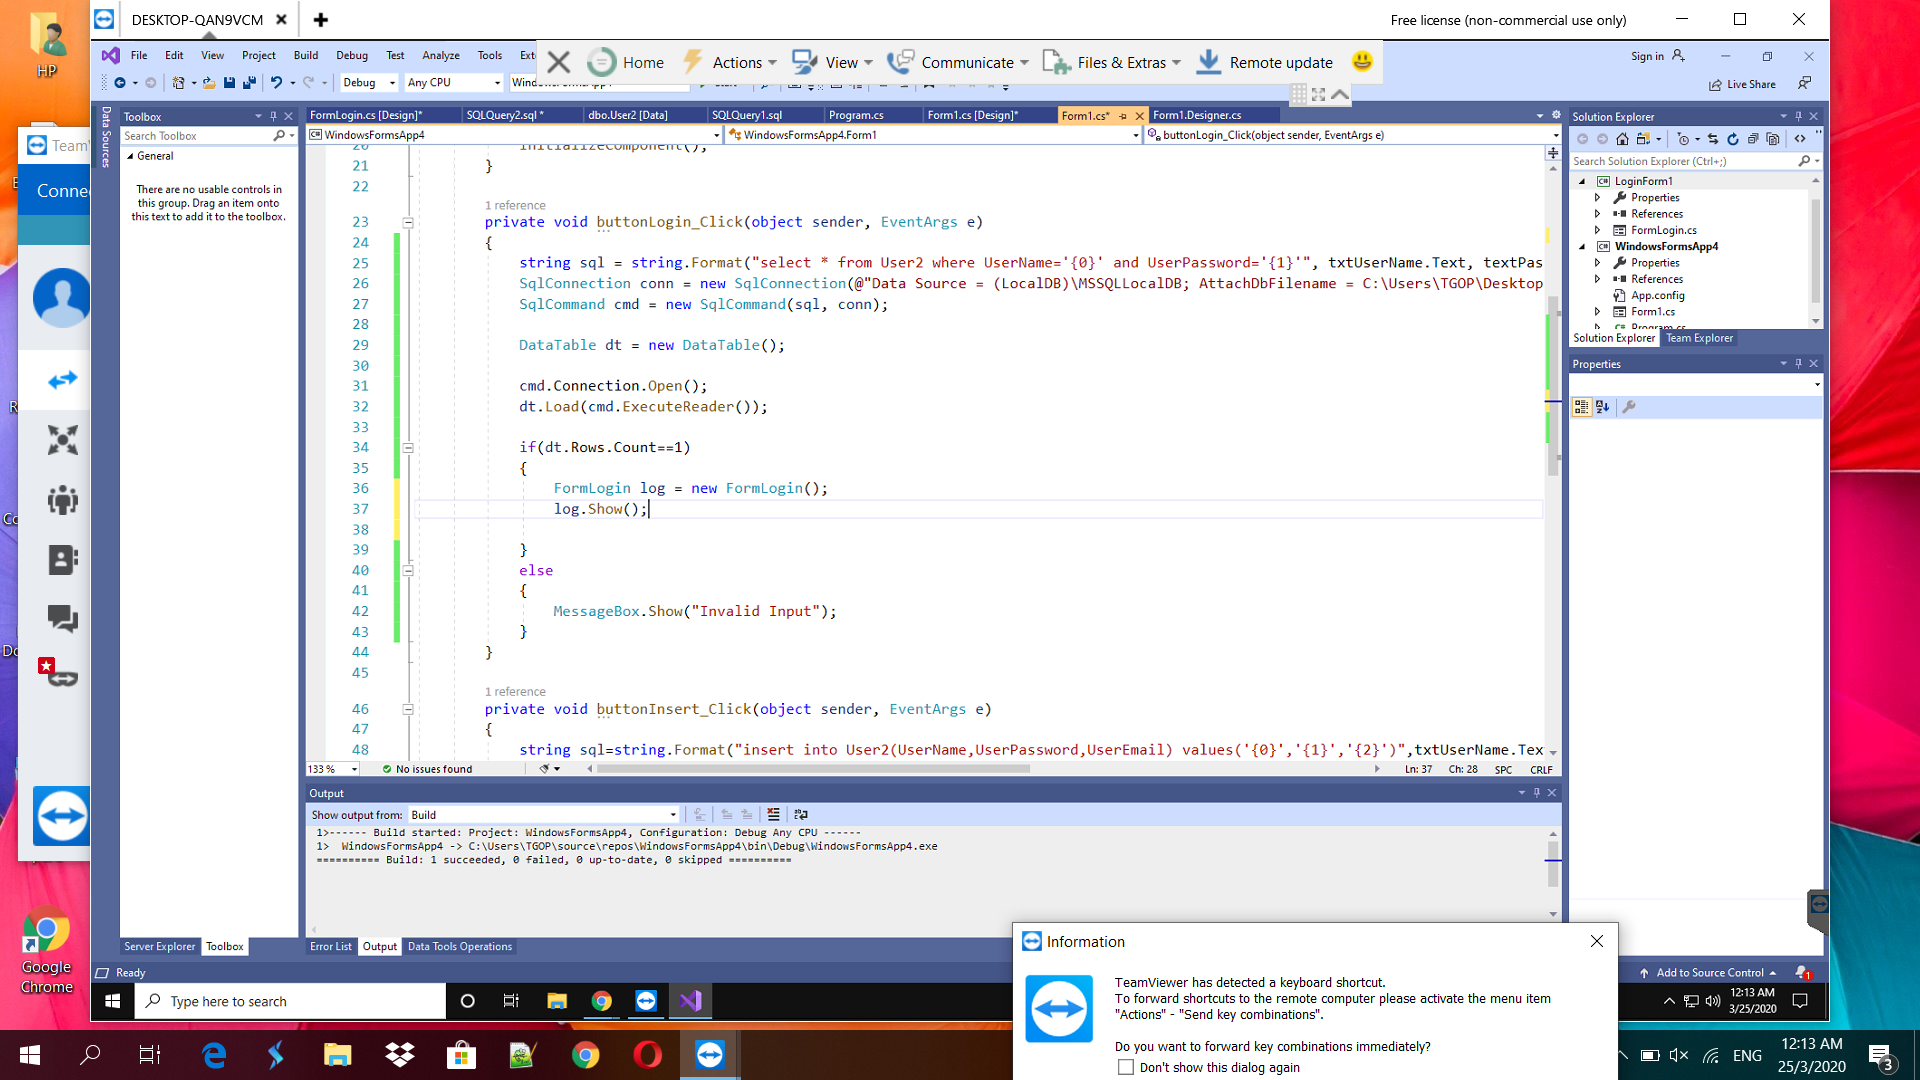 HP
Google
Chrome
Team
Conne
DESKTOP-QAN9VCM
Free license (non-commercial use only)
File Edit View Project Build Debug Test Analyze Tools
Home Actions View Communicate Files & Extras Remote update
Sign in
Debug Any CPU
Live Share
Data Sources
Toolbox
Search Toolbox
General
There are no usable controls in
this group. Drag an item onto
this text to add it to the toolbox.
Server Explorer Toolbox
FormLogin.cs [Design]* SQLQuery2.sql * dbo.User2 [Data] SQLQuery1.sql Program.cs Form1.cs [Design]* Form1.cs* Form1.Designer.cs
WindowsFormsApp4 WindowsFormsApp4.Form1 buttonLogin_Click(object sender, EventArgs e)
20 InitializeComponent();
21 }
22
1 reference
23 private void buttonLogin_Click(object sender, EventArgs e)
24 {
25 string sql = string.Format("select * from User2 where UserName='{0}' and UserPassword='{1}'", txtUserName.Text, textPas
26 SqlConnection conn = new SqlConnection(@"Data Source = (LocalDB)\MSSQLLocalDB; AttachDbFilename = C:\Users\TGOP\Desktop
27 SqlCommand cmd = new SqlCommand(sql, conn);
28
29 DataTable dt = new DataTable();
30
31 cmd.Connection.Open();
32 dt.Load(cmd.ExecuteReader());
33
34 if(dt.Rows.Count==1)
35 {
36 FormLogin log = new FormLogin();
37 log.Show();
38
39 }
40 else
41 {
42 MessageBox.Show("Invalid Input");
43 }
44 }
45
1 reference
46 private void buttonInsert_Click(object sender, EventArgs e)
47 {
48 string sql=string.Format("insert into User2(UserName,UserPassword,UserEmail) values('{0}','{1}','{2}')",txtUserName.Tex
133 % No issues found Ln: 37 Ch: 28 SPC CRLF
Output
Show output from: Build
1>------ Build started: Project: WindowsFormsApp4, Configuration: Debug Any CPU ------
1> WindowsFormsApp4 -> C:\Users\TGOP\source\repos\WindowsFormsApp4\bin\Debug\WindowsFormsApp4.exe
========== Build: 1 succeeded, 0 failed, 0 up-to-date, 0 skipped ==========
Error List Output Data Tools Operations
Solution Explorer
Search Solution Explorer (Ctrl+;)
LoginForm1
Properties
References
FormLogin.cs
WindowsFormsApp4
Properties
References
App.config
Form1.cs
Program.cs
Solution Explorer Team Explorer
Properties
Ready
Add to Source Control 1
Type here to search
12:13 AM
3/25/2020
Information
TeamViewer has detected a keyboard shortcut.
To forward shortcuts to the remote computer please activate the menu item
"Actions" - "Send key combinations".
Do you want to forward key combinations immediately?
Don't show this dialog again
ENG
12:13 AM
25/3/2020
3